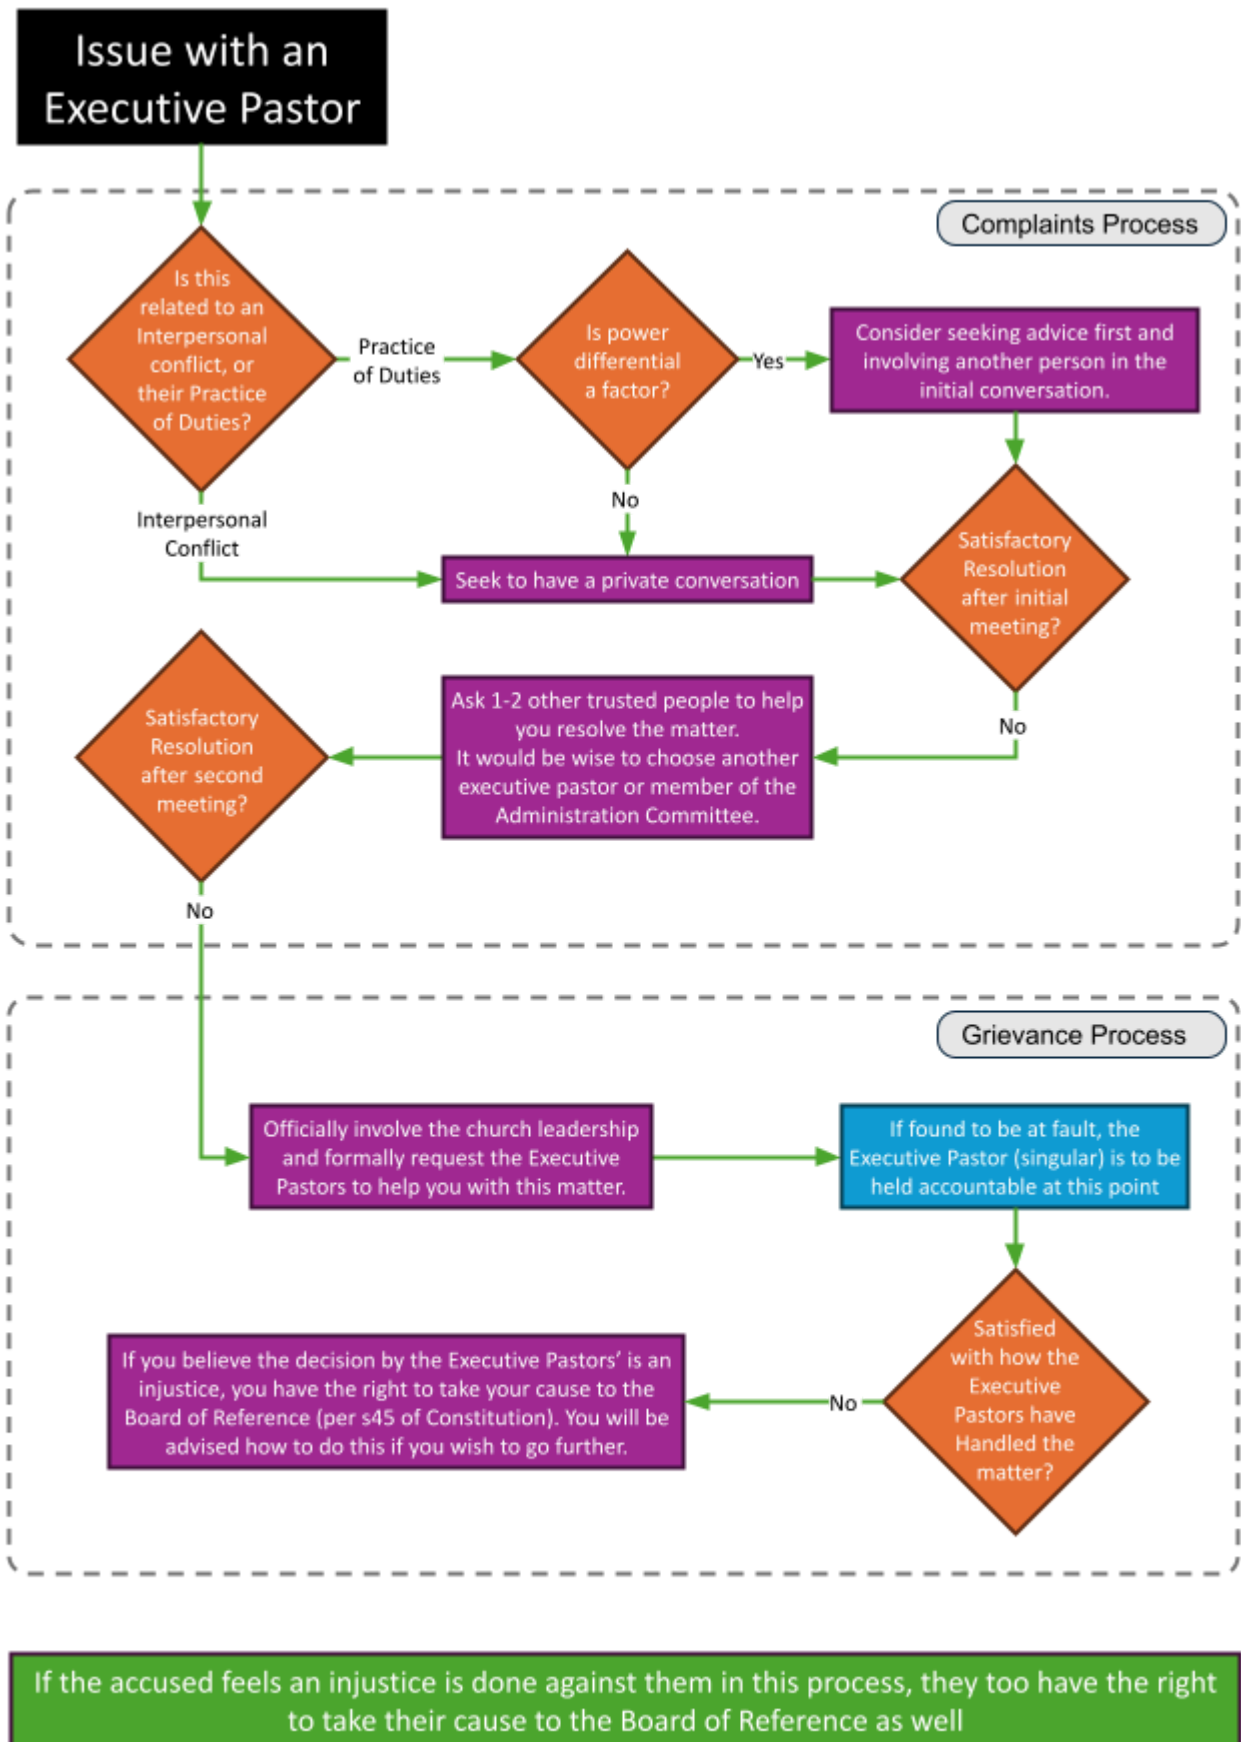 Issue with an
Executive Pastor
Complaints Process
Is this
related to an
Interpersonal
conflict, or
their Practice
of Duties?
Practice
of Duties
Is power
differential
a factor?
Yes
Consider seeking advice first and
involving another person in the
initial conversation.
Interpersonal
Conflict
No
Seek to have a private conversation
Satisfactory
Resolution
after initial
meeting?
No
Ask 1-2 other trusted people to help
you resolve the matter.
It would be wise to choose another
executive pastor or member of the
Administration Committee.
Satisfactory
Resolution
after second
meeting?
No
Grievance Process
Officially involve the church leadership
and formally request the Executive
Pastors to help you with this matter.
If found to be at fault, the
Executive Pastor (singular) is to be
held accountable at this point
Satisfied
with how the
Executive
Pastors have
Handled the
matter?
No
If you believe the decision by the Executive Pastors’ is an
injustice, you have the right to take your cause to the
Board of Reference (per s45 of Constitution). You will be
advised how to do this if you wish to go further.
If the accused feels an injustice is done against them in this process, they too have the right
to take their cause to the Board of Reference as well